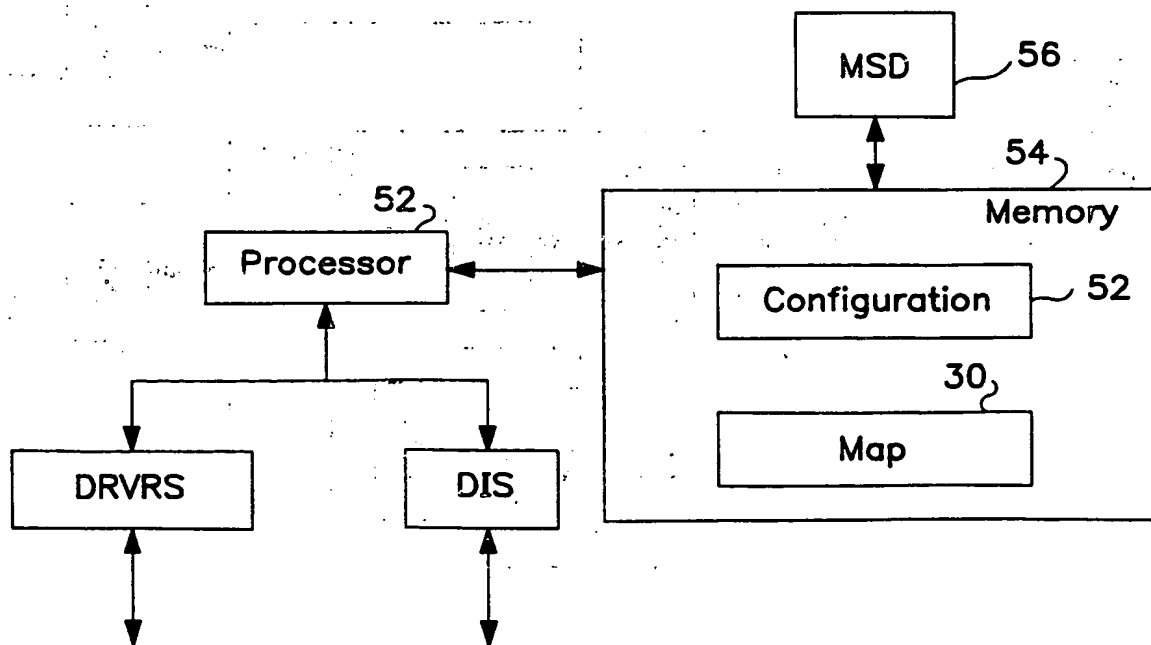 MSD
56
54
Memory
52
Processor
Configuration
52
30
Map
DRVRS
DIS